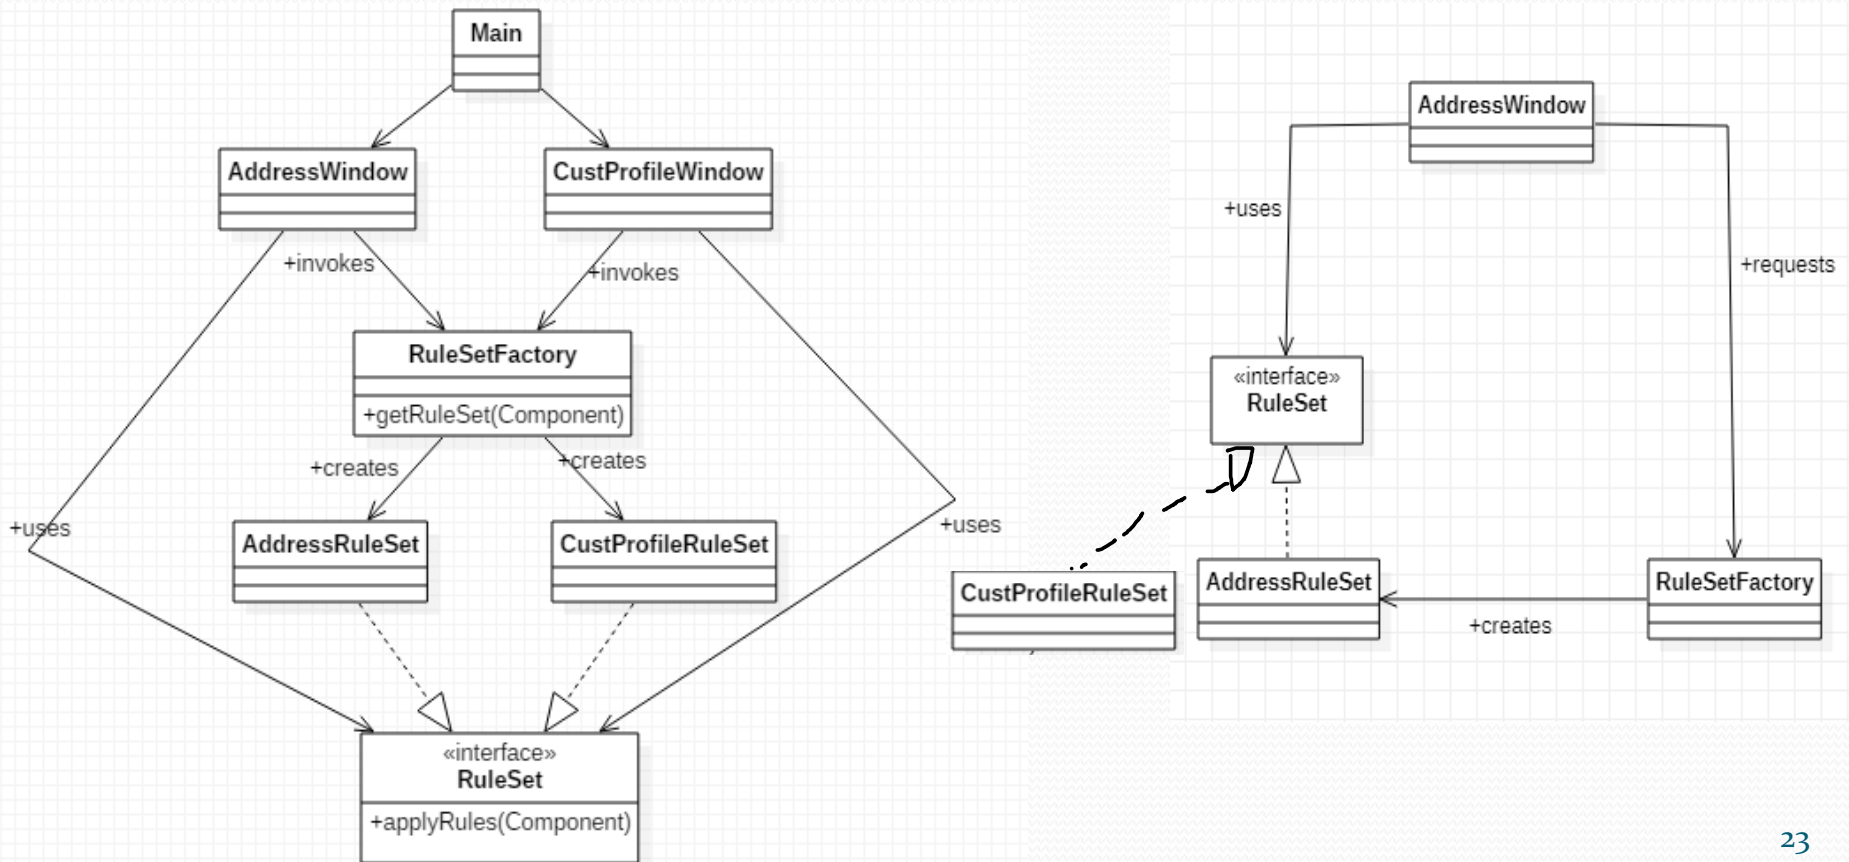 Main
AddressWindow
CustProfileWindow
+invokes
+invokes
RuleSetFactory
+getRuleSet(Component)
+creates
+creates
+uses
+uses
AddressRuleSet
CustProfileRuleSet
«interface»
RuleSet
+applyRules(Component)
AddressWindow
+uses
+requests
«interface»
RuleSet
CustProfileRuleSet
AddressRuleSet
RuleSetFactory
+creates
23